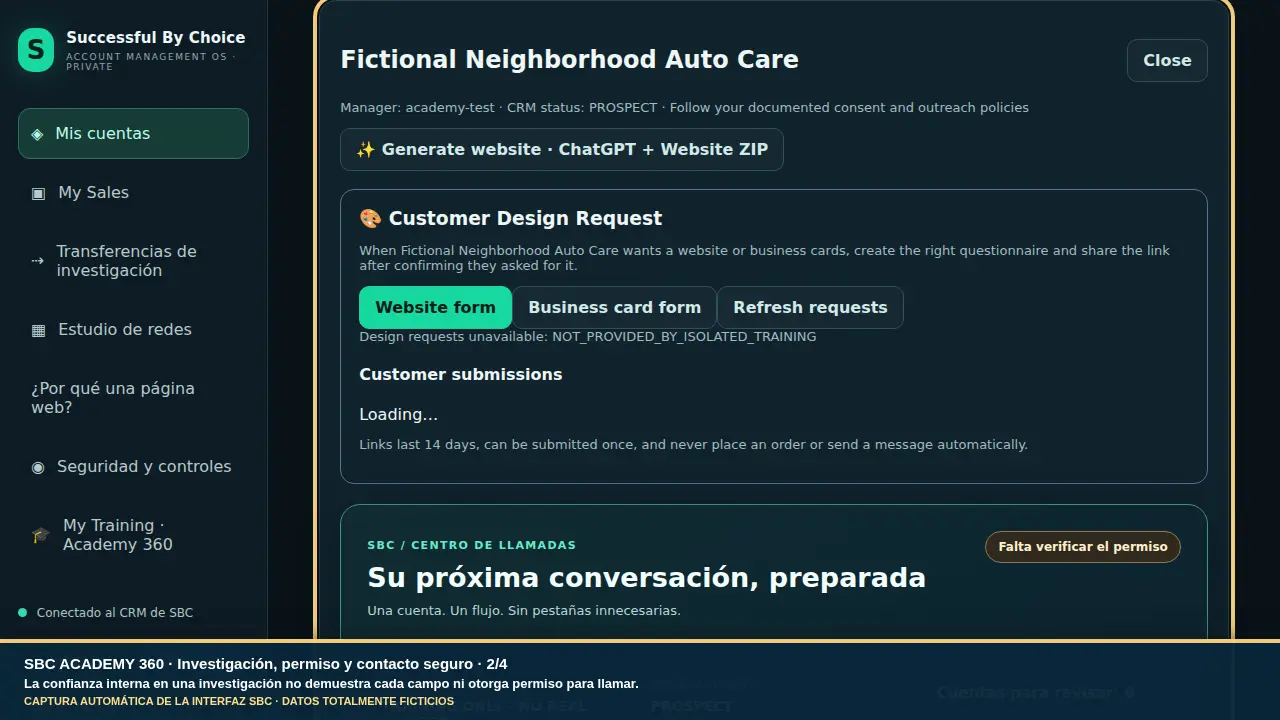 S
Successful By Choice
ACCOUNT MANAGEMENT OS ·
PRIVATE
◈ Mis cuentas
▣ My Sales
⇢ Transferencias de
investigación
▦ Estudio de redes
¿Por qué una página
web?
◉ Seguridad y controles
🎓 My Training ·
Academy 360
Conectado al CRM de SBC
Fictional Neighborhood Auto Care
Close
Manager: academy-test · CRM status: PROSPECT · Follow your documented consent and outreach policies
✨ Generate website · ChatGPT + Website ZIP
🎨 Customer Design Request
When Fictional Neighborhood Auto Care wants a website or business cards, create the right questionnaire and share the link
after confirming they asked for it.
Website form
Business card form
Refresh requests
Design requests unavailable: NOT_PROVIDED_BY_ISOLATED_TRAINING
Customer submissions
Loading…
Links last 14 days, can be submitted once, and never place an order or send a message automatically.
SBC / CENTRO DE LLAMADAS
Falta verificar el permiso
Su próxima conversación, preparada
Una cuenta. Un flujo. Sin pestañas innecesarias.
SBC ACADEMY 360 · Investigación, permiso y contacto seguro · 2/4
La confianza interna en una investigación no demuestra cada campo ni otorga permiso para llamar.
CAPTURA AUTOMÁTICA DE LA INTERFAZ SBC · DATOS TOTALMENTE FICTICIOS
PROSPECT
Cuentas para revisar: 6